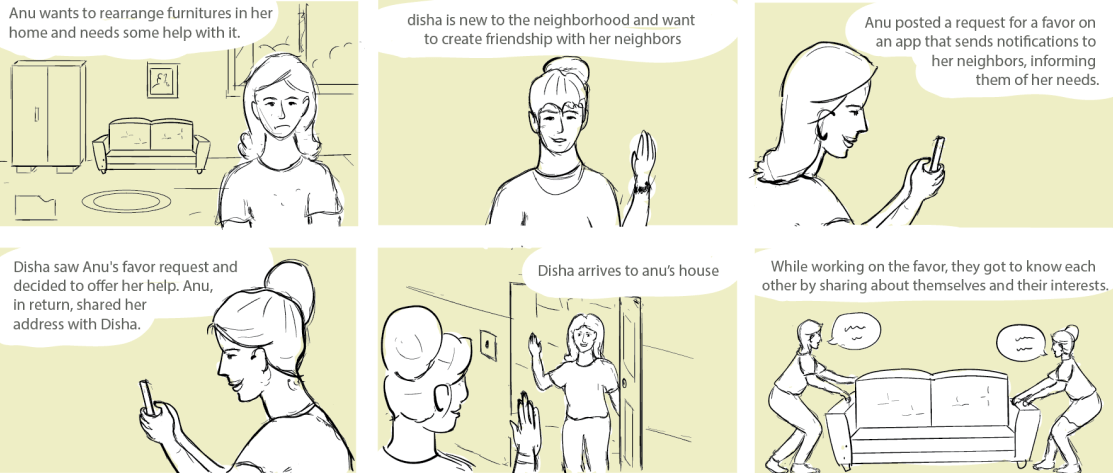 Anu wants to rearrange furnitures in her
home and needs some help with it.
disha is new to the neighborhood and want
to create friendship with her neighbors
Anu posted a request for a favor on
an app that sends notifications to
her neighbors, informing
them of her needs.
Disha saw Anu's favor request and
decided to offer her help. Anu,
in return, shared her
address with Disha.
Disha arrives to anu's house
While working on the favor, they got to know each
other by sharing about themselves and their interests.